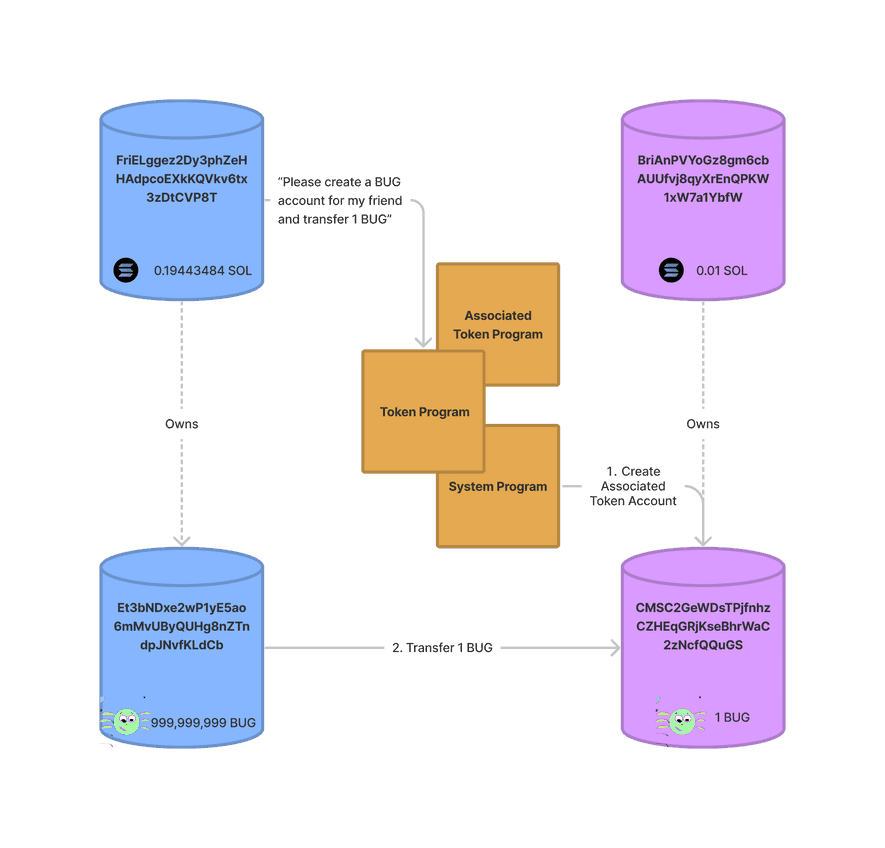 FriELggez2Dy3phZeH
HAdpcoEXkKQVkv6tx
3zDtCVP8T
0.19443484 SOL
“Please create a BUG
account for my friend
and transfer 1 BUG”
BriAnPVYoGz8gm6cb
AUUfvj8qyXrEnQPKW
1xW7a1YbfW
0.01 SOL
Associated
Token Program
Token Program
System Program
Owns
Owns
1. Create
Associated
Token Account
Et3bNDxe2wP1yE5ao
6mMvUByQUHg8nZTn
dpJNvfKLdCb
999,999,999 BUG
2. Transfer 1 BUG
CMSC2GeWDsTPjfnhz
CZHEqGRjKseBhrWaC
2zNcfQQuGS
1 BUG